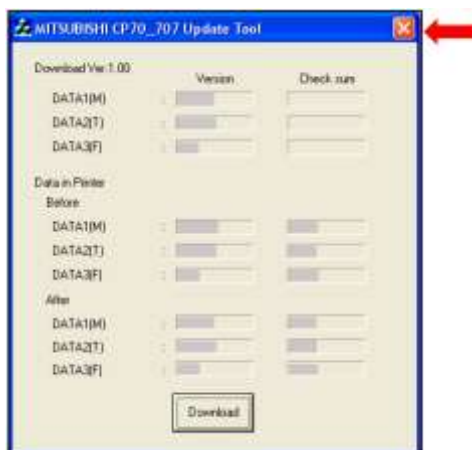 MITSUBISHI CP70_707 Update Tool
Download Ver.1.00
Version Check sum
DATA1(M) :
DATA2(T) :
DATA3(F) :
Data in Printer
Before
DATA1(M) :
DATA2(T) :
DATA3(F) :
After
DATA1(M) :
DATA2(T) :
DATA3(F) :
Download